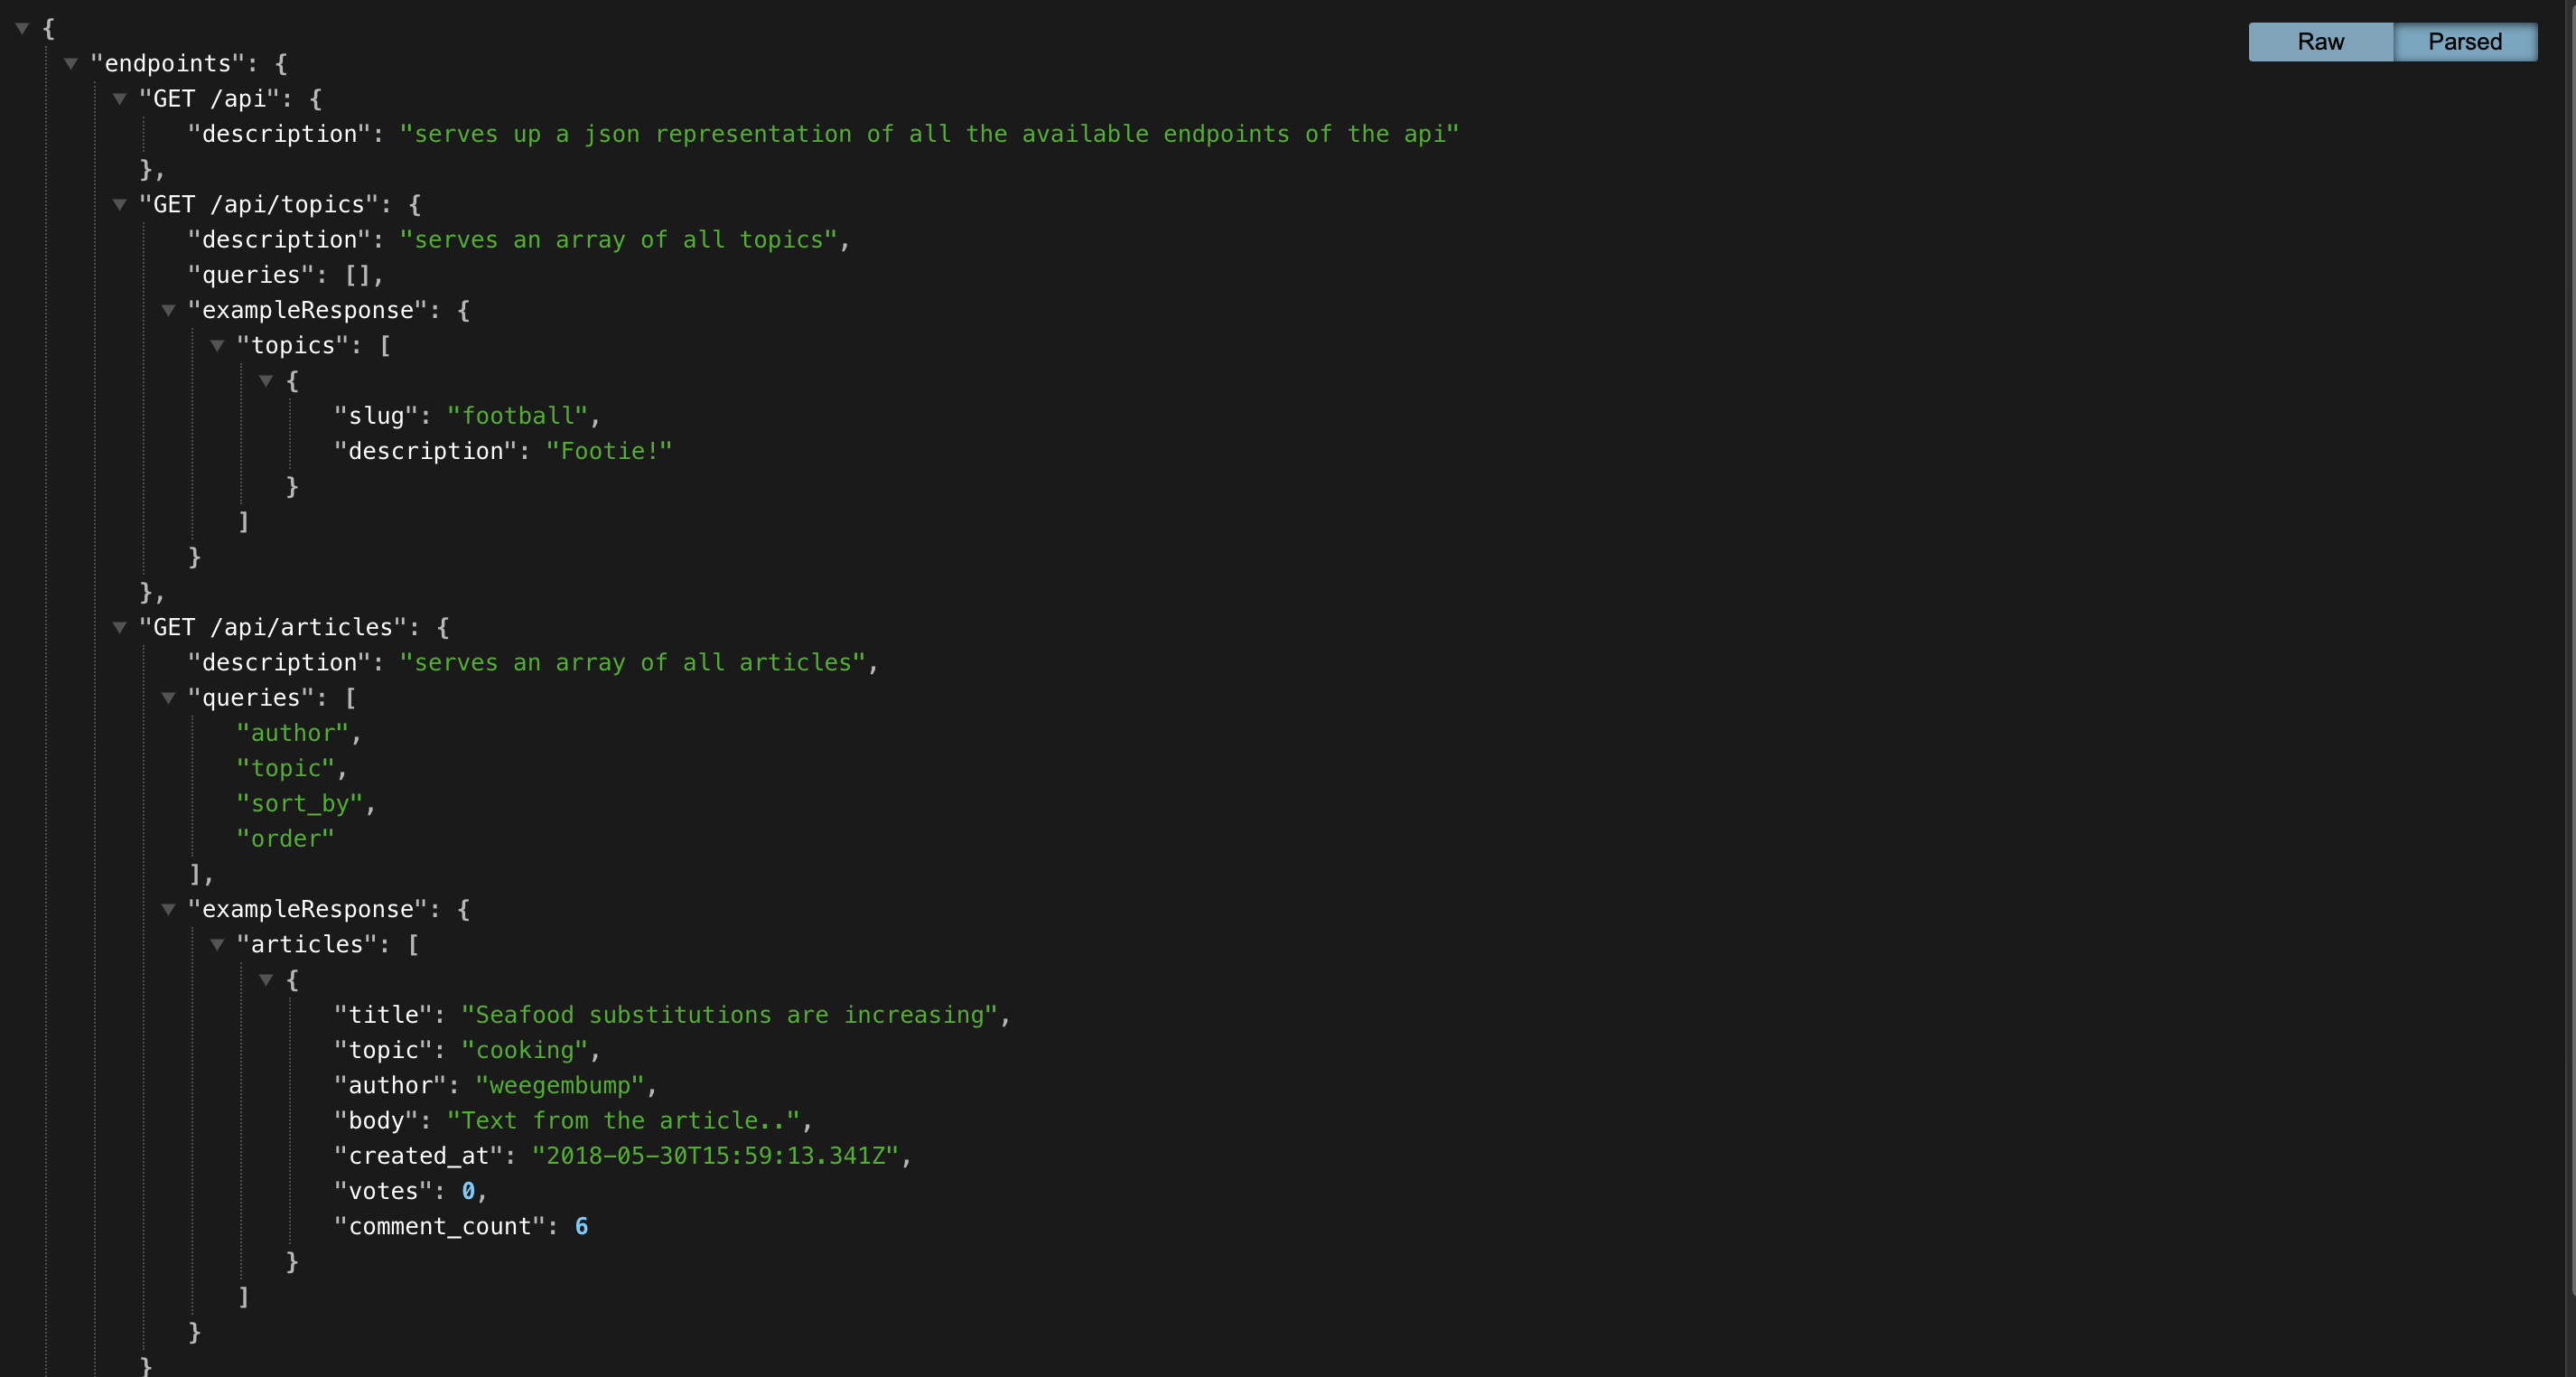 {
"endpoints": {
"GET /api": {
"description": "serves up a json representation of all the available endpoints of the api"
},
"GET /api/topics": {
"description": "serves an array of all topics",
"queries": [],
"exampleResponse": {
"topics": [
{
"slug": "football",
"description": "Footie!"
}
]
}
},
"GET /api/articles": {
"description": "serves an array of all articles",
"queries": [
"author",
"topic",
"sort_by",
"order"
],
"exampleResponse": {
"articles": [
{
"title": "Seafood substitutions are increasing",
"topic": "cooking",
"author": "weegembump",
"body": "Text from the article..",
"created_at": "2018-05-30T15:59:13.341Z",
"votes": 0,
"comment_count": 6
}
]
}
}
Raw Parsed